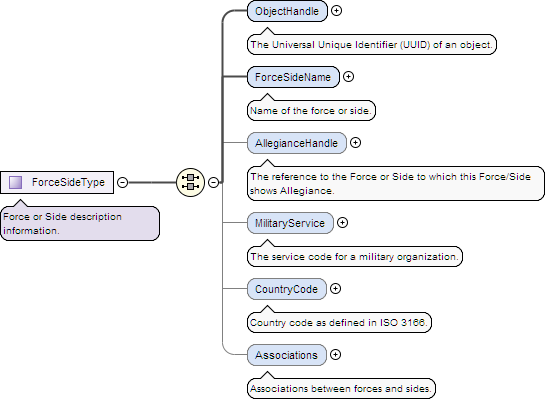 ObjectHandle
The Universal Unique Identifier (UUID) of an object.
ForceSideName
Name of the force or side.
AllegianceHandle
The reference to the Force or Side to which this Force/Side
shows Allegiance.
ForceSideType
Force or Side description
information.
MilitaryService
The service code for a military organization.
CountryCode
Country code as defined in ISO 3166.
Associations
Associations between forces and sides.